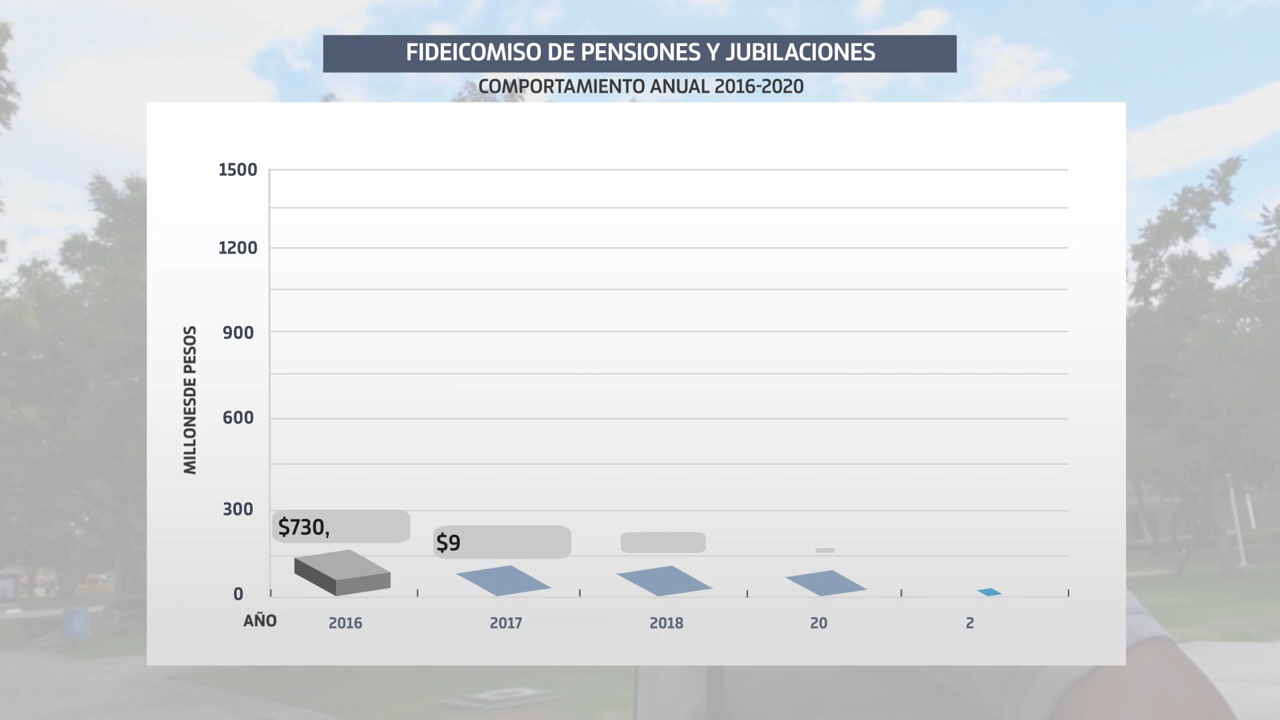 FIDEICOMISO DE PENSIONES Y JUBILACIONES
COMPORTAMIENTO ANUAL 2016-2020
1500
1200
900
600
300
0
MILLONESDE PESOS
$730,
$9
AÑO 2016 2017 2018 20 2